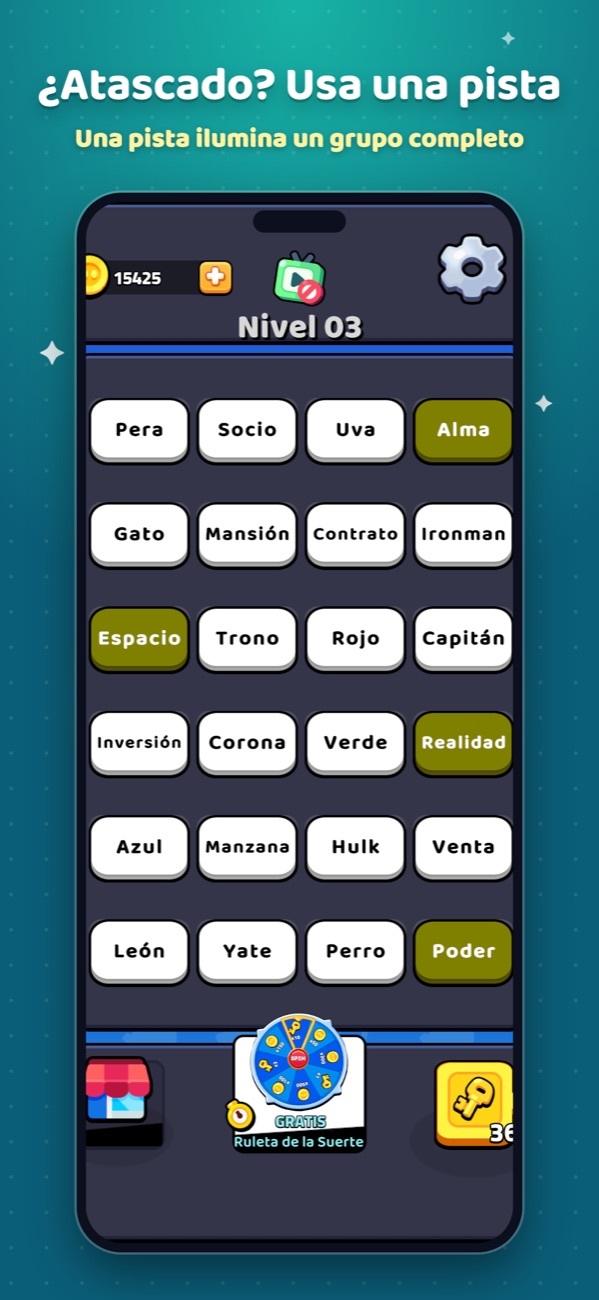 ¿Atascado? Usa una pista
Una pista ilumina un grupo completo
15425
Nivel 03
Pera Socio Uva Alma
Gato Mansión Contrato Ironman
Espacio Trono Rojo Capitán
Inversión Corona Verde Realidad
Azul Manzana Hulk Venta
León Yate Perro Poder
SPIN
GRATIS
Ruleta de la Suerte
36